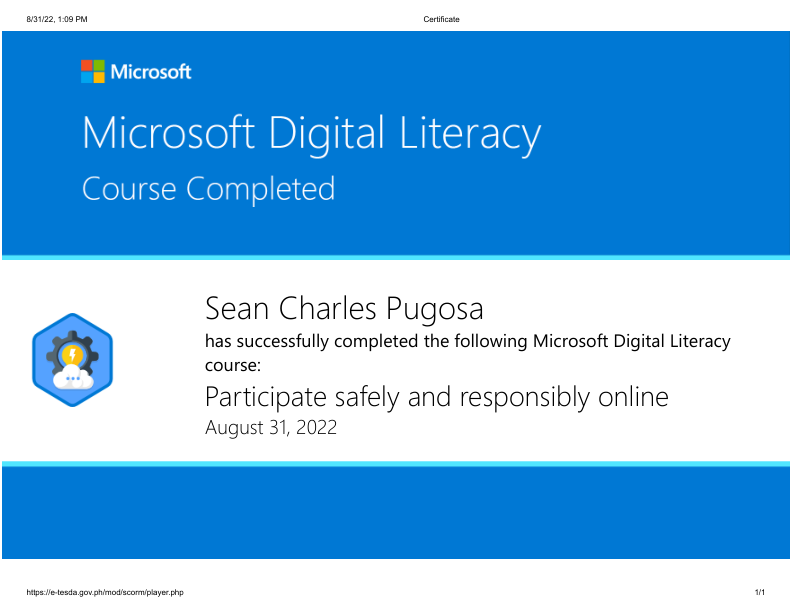 8/31/22, 1:09 PM
Certificate
Microsoft
Microsoft Digital Literacy
Course Completed
Sean Charles Pugosa
has successfully completed the following Microsoft Digital Literacy
course:
Participate safely and responsibly online
August 31, 2022
https://e-tesda.gov.ph/mod/scorm/player.php
1/1